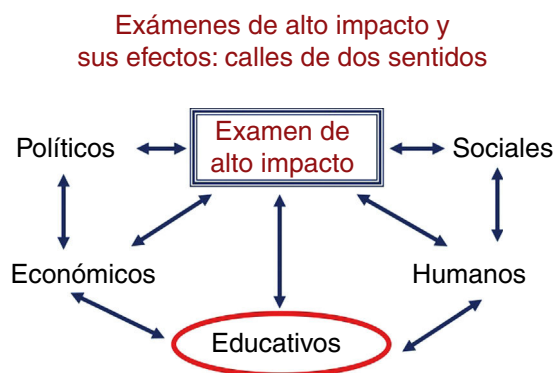 Exámenes de alto impacto y
sus efectos: calles de dos sentidos
Examen de
alto impacto
Políticos
Sociales
Económicos
Humanos
Educativos